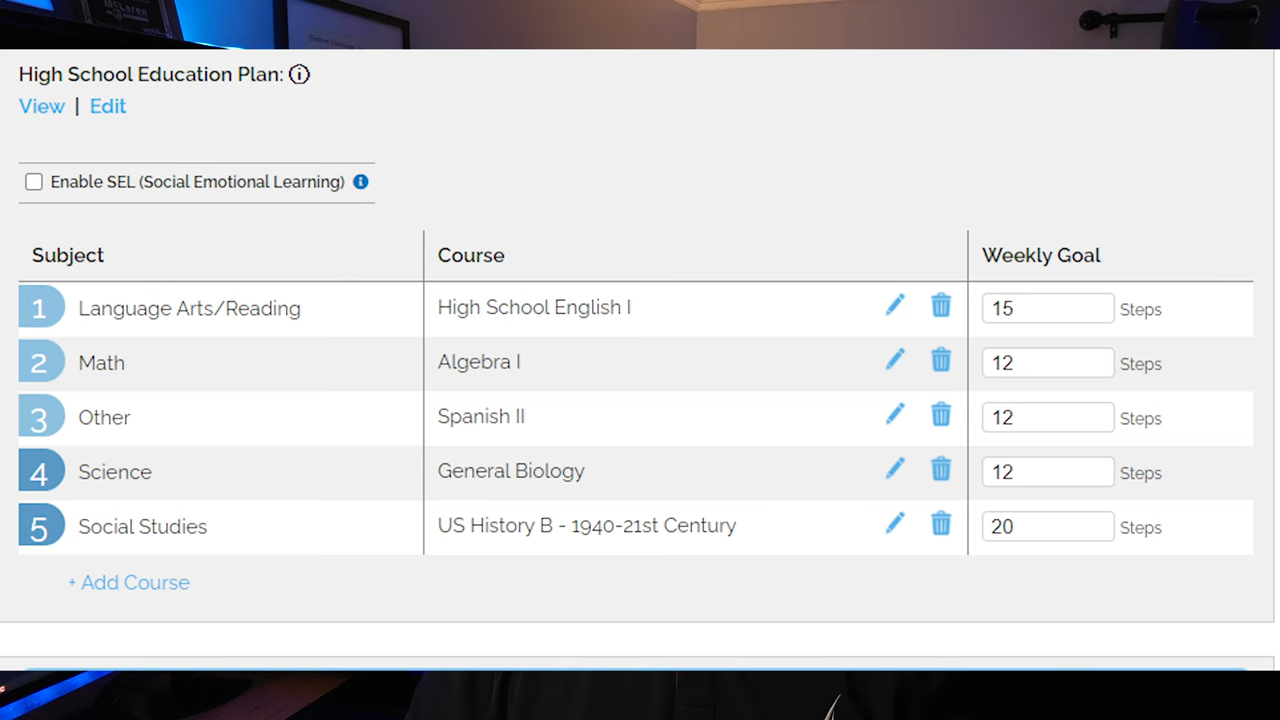 High School Education Plan:
View | Edit
Enable SEL (Social Emotional Learning)
Subject Course Weekly Goal
1 Language Arts/Reading High School English I 15 Steps
2 Math Algebra I 12 Steps
3 Other Spanish II 12 Steps
4 Science General Biology 12 Steps
5 Social Studies US History B - 1940-21st Century 20 Steps
+ Add Course